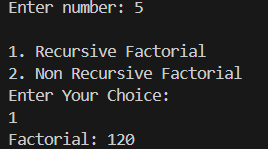 Enter number: 5
1. Recursive Factorial
2. Non Recursive Factorial
Enter Your Choice:
1
Factorial: 120